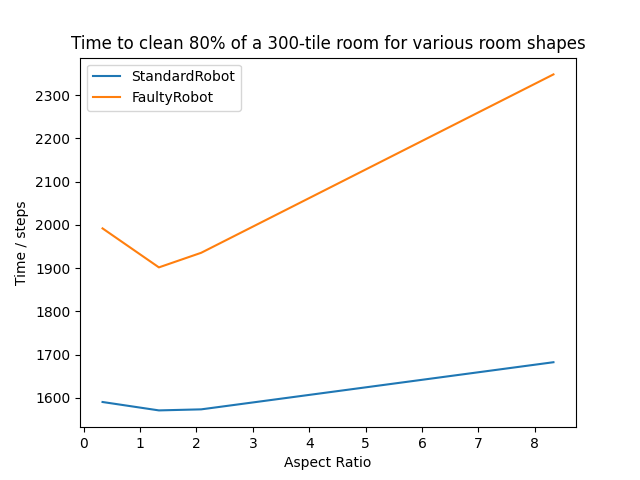 Time to clean 80% of a 300-tile room for various room shapes
StandardRobot
FaultyRobot
2300
2200
2100
2000
1900
1800
1700
1600
Time / steps
0 1 2 3 4 5 6 7 8
Aspect Ratio